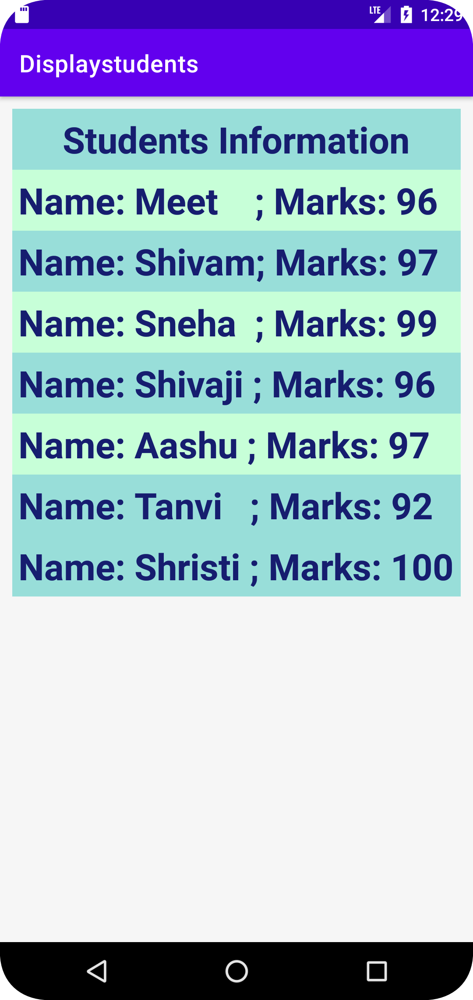 LTE 12:29
Displaystudents
Students Information
Name: Meet    ; Marks: 96
Name: Shivam; Marks: 97
Name: Sneha  ; Marks: 99
Name: Shivaji ; Marks: 96
Name: Aashu ; Marks: 97
Name: Tanvi   ; Marks: 92
Name: Shristi ; Marks: 100